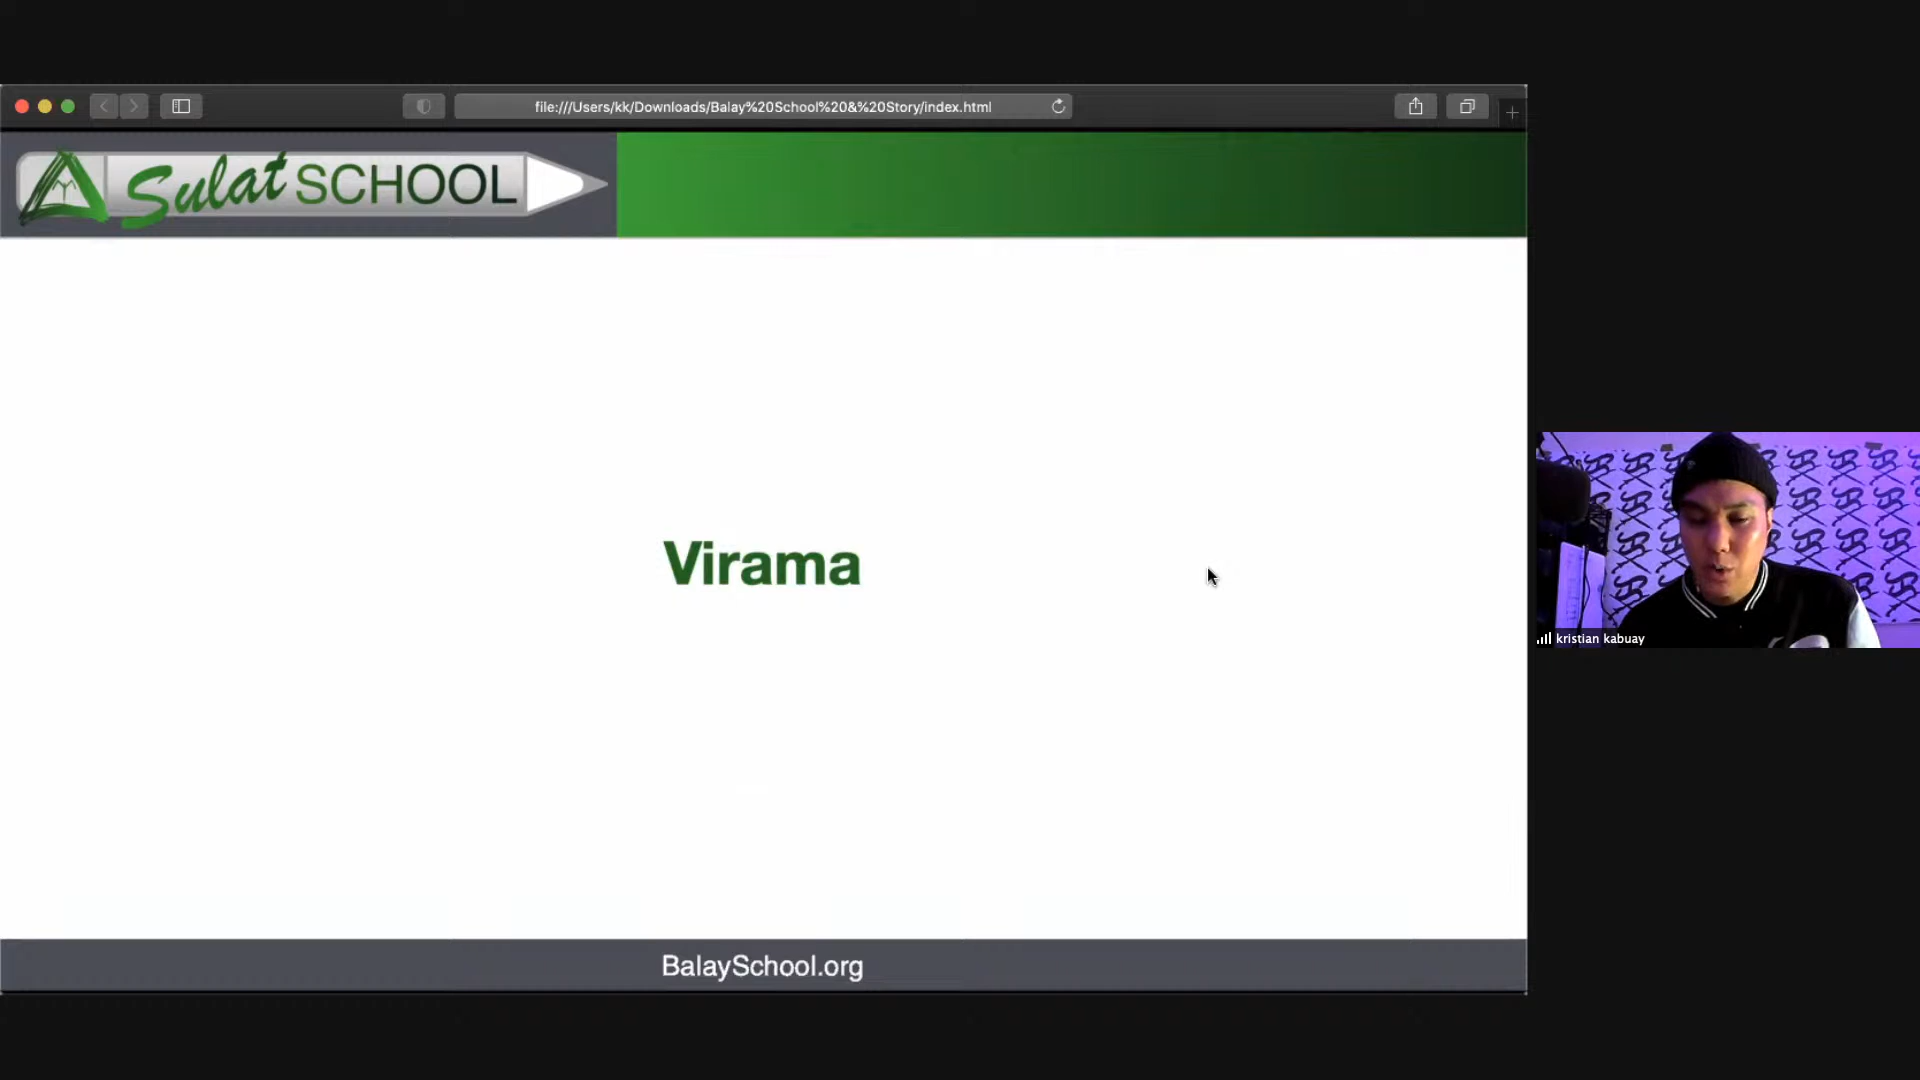 file:///Users/kk/Downloads/Balay%20School%20&%20Story/index.html
Sulat SCHOOL
Virama
kristian kabuay
BalaySchool.org